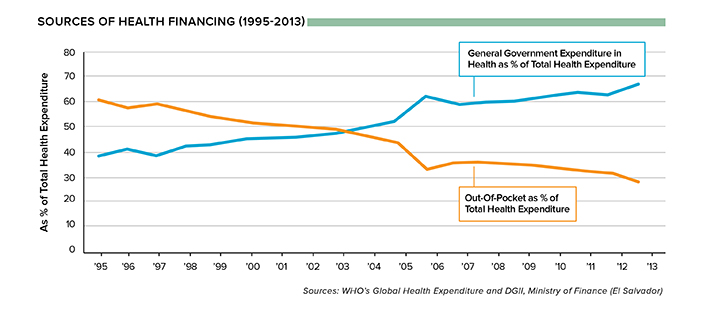 SOURCES OF HEALTH FINANCING (1995-2013)
As % of Total Health Expenditure
80
70
60
50
40
30
20
10
0
General Government Expenditure in
Health as % of Total Health Expenditure
Out-Of-Pocket as % of
Total Health Expenditure
'95 '96 '97 '98 '99 '00 '01 '02 '03 '04 '05 '06 '07 '08 '09 '10 '11 '12 '13
Sources: WHO's Global Health Expenditure and DGII, Ministry of Finance (El Salvador)